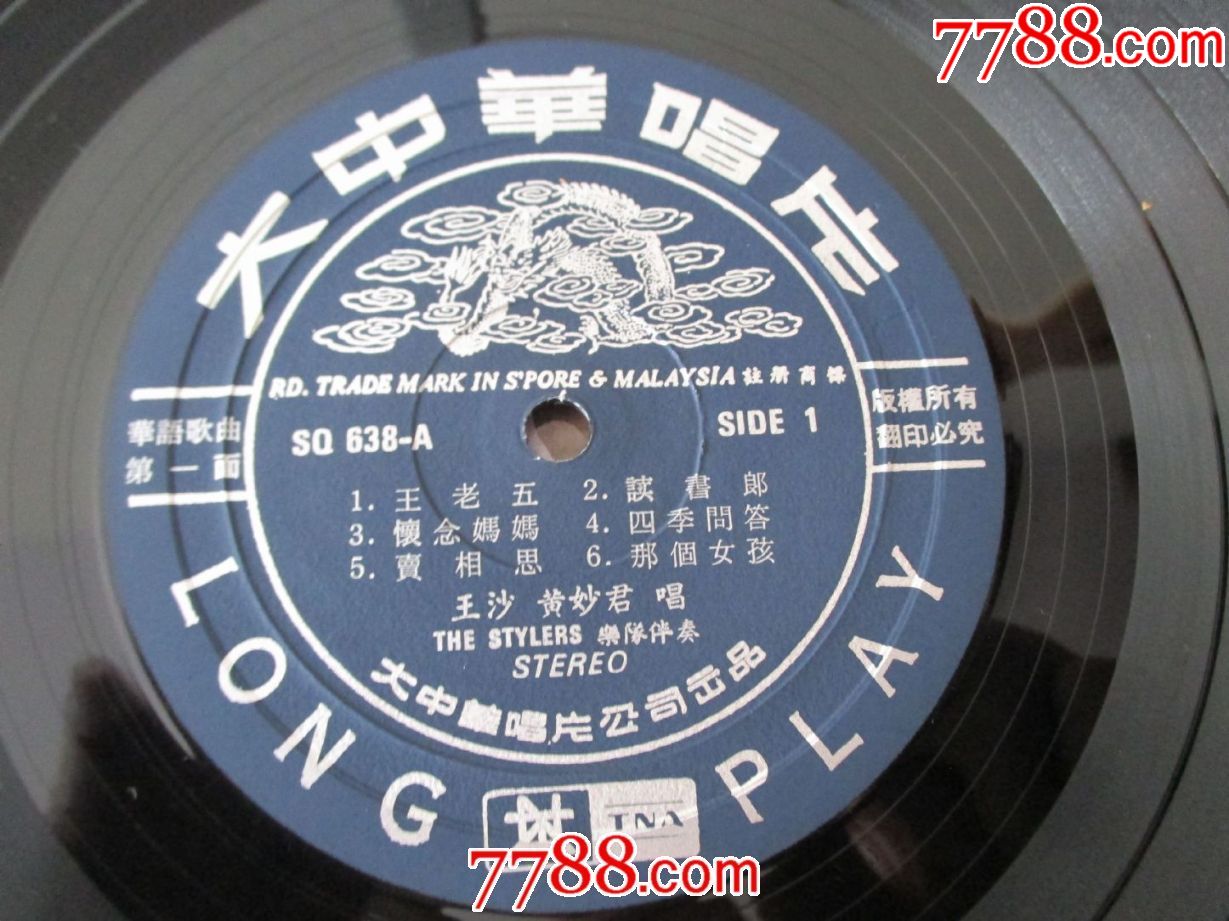 7788.com
大中華唱片
RD. TRADE MARK IN S'PORE & MALAYSIA 註册商標
華語歌曲
第一面
SQ 638-A
SIDE 1
版權所有
翻印必究
1. 王老五 2. 讀書郎
3. 懷念媽媽 4. 四季問答
5. 賣相思 6. 那個女孩
王沙 黄妙君 唱
THE STYLERS 樂隊伴奏
STEREO
大中華唱片公司出品
LONG PLAY
TNA
7788.com